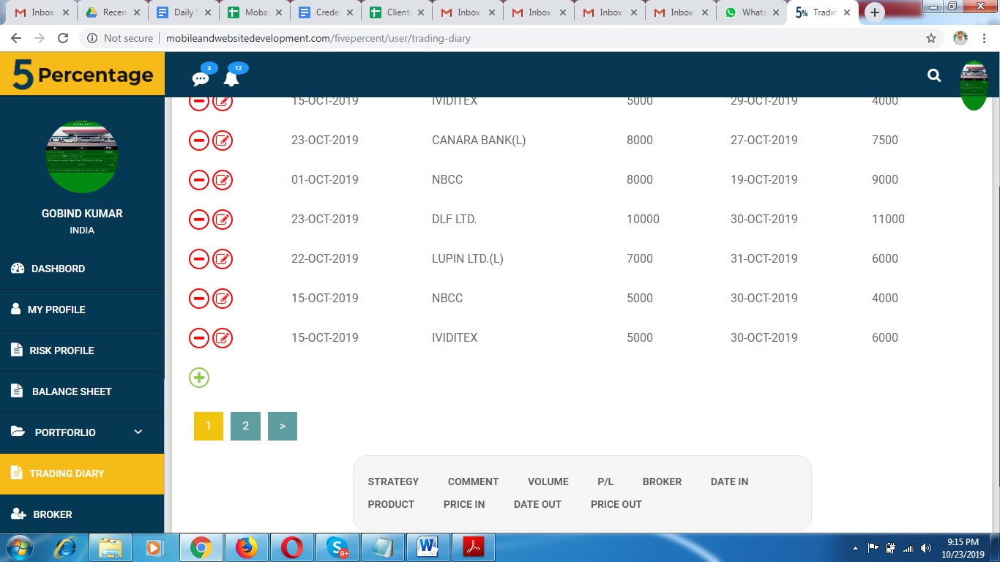 Inbox Recen Daily S Moba Crede Client Inbox Inbox Inbox Inbox Whats 5% Tradin
Not secure mobileandwebsitedevelopment.com/fivepercent/user/trading-diary
5 Percentage
3 12
15-OCT-2019 IVIDITEX 5000 29-OCT-2019 4000
23-OCT-2019 CANARA BANK(L) 8000 27-OCT-2019 7500
01-OCT-2019 NBCC 8000 19-OCT-2019 9000
23-OCT-2019 DLF LTD. 10000 30-OCT-2019 11000
22-OCT-2019 LUPIN LTD.(L) 7000 31-OCT-2019 6000
15-OCT-2019 NBCC 5000 30-OCT-2019 4000
15-OCT-2019 IVIDITEX 5000 30-OCT-2019 6000
GOBIND KUMAR
INDIA
DASHBORD
MY PROFILE
RISK PROFILE
BALANCE SHEET
PORTFORLIO
TRADING DIARY
BROKER
1 2 >
STRATEGY COMMENT VOLUME P/L BROKER DATE IN
PRODUCT PRICE IN DATE OUT PRICE OUT
9+
9:15 PM
10/23/2019